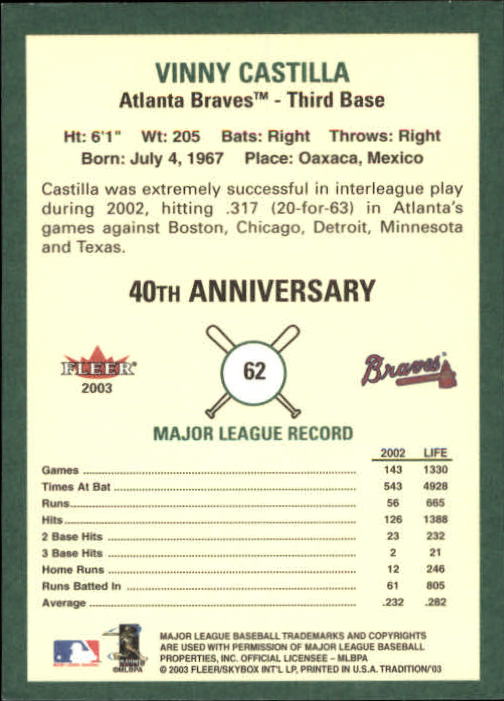 VINNY CASTILLA
Atlanta Braves™ - Third Base
Ht: 6'1" Wt: 205 Bats: Right Throws: Right
Born: July 4, 1967 Place: Oaxaca, Mexico
Castilla was extremely successful in interleague play
during 2002, hitting .317 (20-for-63) in Atlanta's
games against Boston, Chicago, Detroit, Minnesota
and Texas.
40TH ANNIVERSARY
FLEER
2003
62
Braves
MAJOR LEAGUE RECORD
2002 LIFE
Games 143 1330
Times At Bat 543 4928
Runs 56 665
Hits 126 1388
2 Base Hits 23 232
3 Base Hits 2 21
Home Runs 12 246
Runs Batted In 61 805
Average .232 .282
©MLBPA
MAJOR LEAGUE BASEBALL TRADEMARKS AND COPYRIGHTS
ARE USED WITH PERMISSION OF MAJOR LEAGUE BASEBALL
PROPERTIES, INC. OFFICIAL LICENSEE - MLBPA
© 2003 FLEER/SKYBOX INT'L LP, PRINTED IN U.S.A. TRADITION/'03